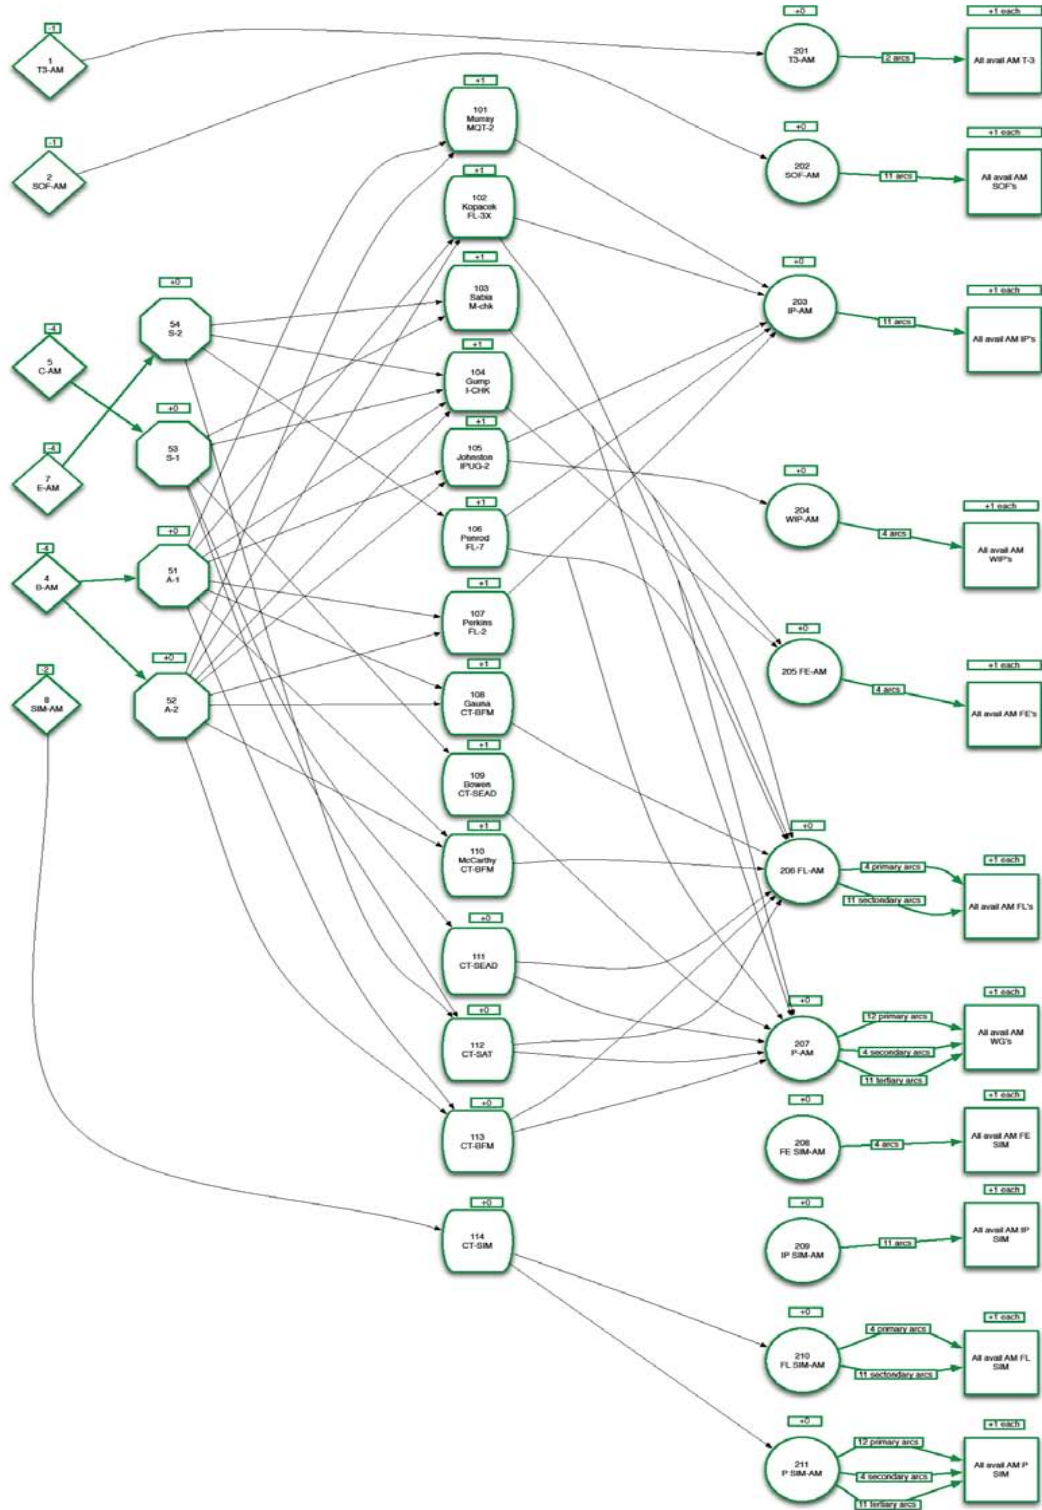 -1
1
T3-AM
-1
2
SOF-AM
-4
5
C-AM
-4
7
E-AM
-4
4
B-AM
-2
8
SIM-AM
+0
54
S-2
+0
53
S-1
+0
51
A-1
+0
52
A-2
+1
101
Murray
MQT-2
+1
102
Kopacek
FL-3X
+1
103
Sabia
M-chk
+1
104
Gump
I-CHK
+1
105
Johnston
IPUG-2
+1
106
Penrod
FL-7
+1
107
Perkins
FL-2
+1
108
Gauna
CT-BFM
+1
109
Bowen
CT-SEAD
+1
110
McCarthy
CT-BFM
+0
111
CT-SEAD
+0
112
CT-SAT
+0
113
CT-BFM
+0
114
CT-SIM
+0
201
T3-AM
2 arcs
+1 each
All avail AM T-3
+0
202
SOF-AM
11 arcs
+1 each
All avail AM
SOF's
+0
203
IP-AM
11 arcs
+1 each
All avail AM IP's
+0
204
WIP-AM
4 arcs
+1 each
All avail AM
WIP's
+0
205 FE-AM
4 arcs
+1 each
All avail AM FE's
+0
206 FL-AM
4 primary arcs
11 sectondary arcs
+1 each
All avail AM FL's
+0
207
P-AM
12 primary arcs
4 secondary arcs
11 tertiary arcs
+1 each
All avail AM
WG's
+0
208
FE SIM-AM
4 arcs
+1 each
All avail AM FE
SIM
+0
209
IP SIM-AM
11 arcs
+1 each
All avail AM IP
SIM
+0
210
FL SIM-AM
4 primary arcs
11 sectondary arcs
+1 each
All avail AM FL
SIM
+0
211
P SIM-AM
12 primary arcs
4 secondary arcs
11 tertiary arcs
+1 each
All avail AM P
SIM